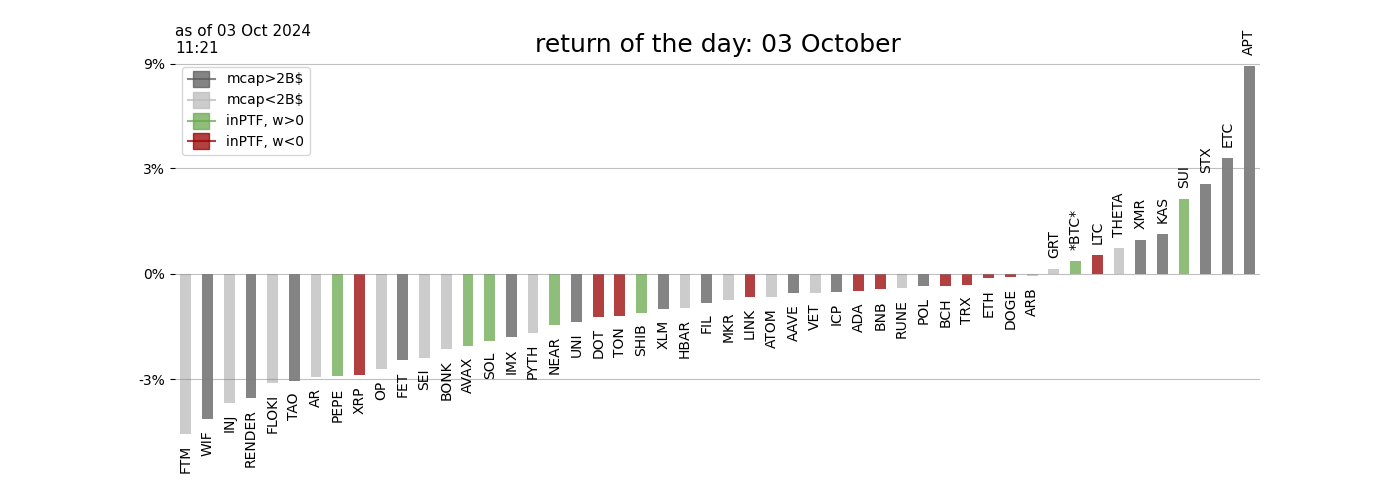 as of 03 Oct 2024
11:21
return of the day: 03 October
9%
3%
0%
-3%
mcap>2B$
mcap<2B$
inPTF, w>0
inPTF, w<0
FTM
WIF
INJ
RENDER
FLOKI
TAO
AR
PEPE
XRP
OP
FET
SEI
BONK
AVAX
SOL
IMX
PYTH
NEAR
UNI
DOT
TON
SHIB
XLM
HBAR
FIL
MKR
LINK
ATOM
AAVE
VET
ICP
ADA
BNB
RUNE
POL
BCH
TRX
ETH
DOGE
ARB
GRT
*BTC*
LTC
THETA
XMR
KAS
SUI
STX
ETC
APT